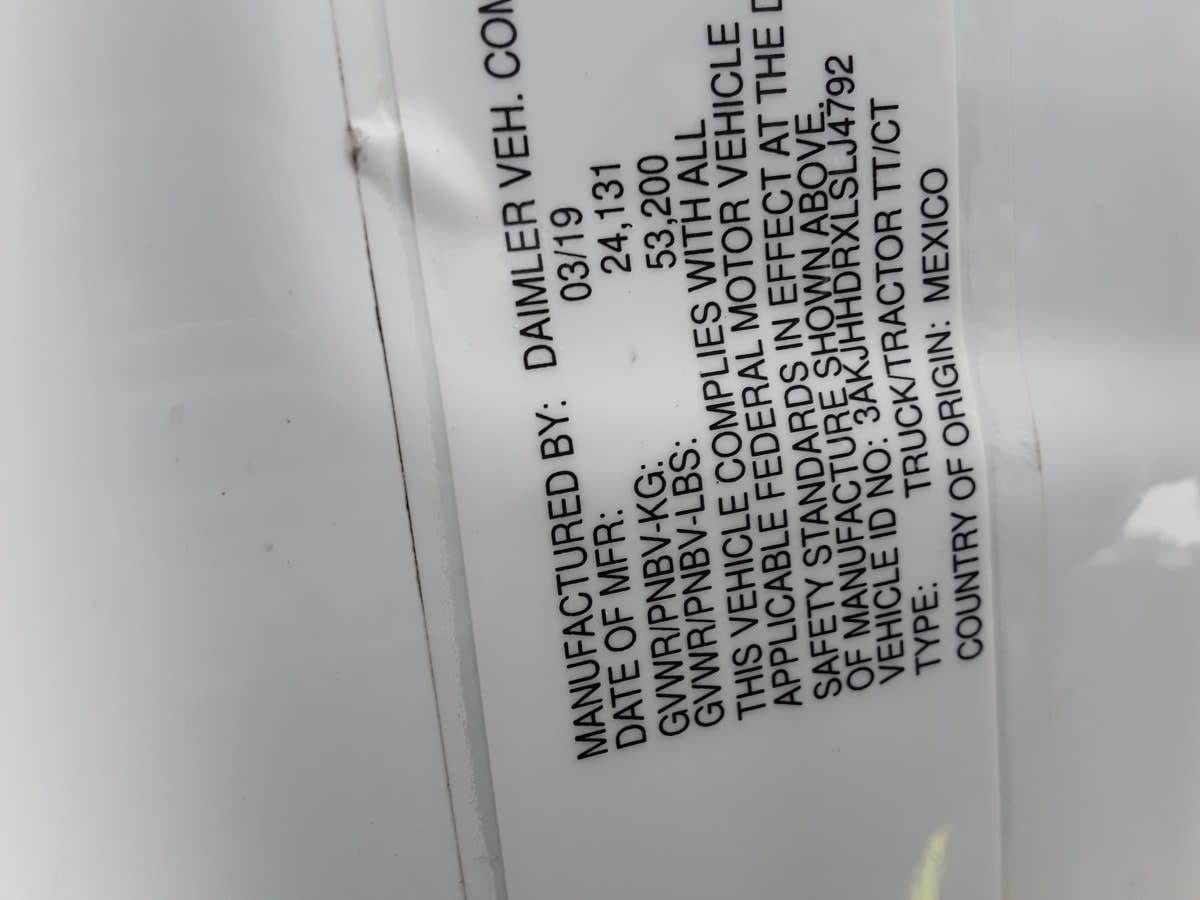 MANUFACTURED BY: DAIMLER VEH.
DATE OF MFR: 03/19
GVWR/PNBV-KG: 24,131
GVWR/PNBV-LBS: 53,200
THIS VEHICLE COMPLIES WITH ALL
APPLICABLE FEDERAL MOTOR VEHICLE
SAFETY STANDARDS IN EFFECT AT THE
OF MANUFACTURE SHOWN ABOVE.
VEHICLE ID NO: 3AKJHHDRXLSLJ4792
TYPE: TRUCK/TRACTOR TT/CT
COUNTRY OF ORIGIN: MEXICO